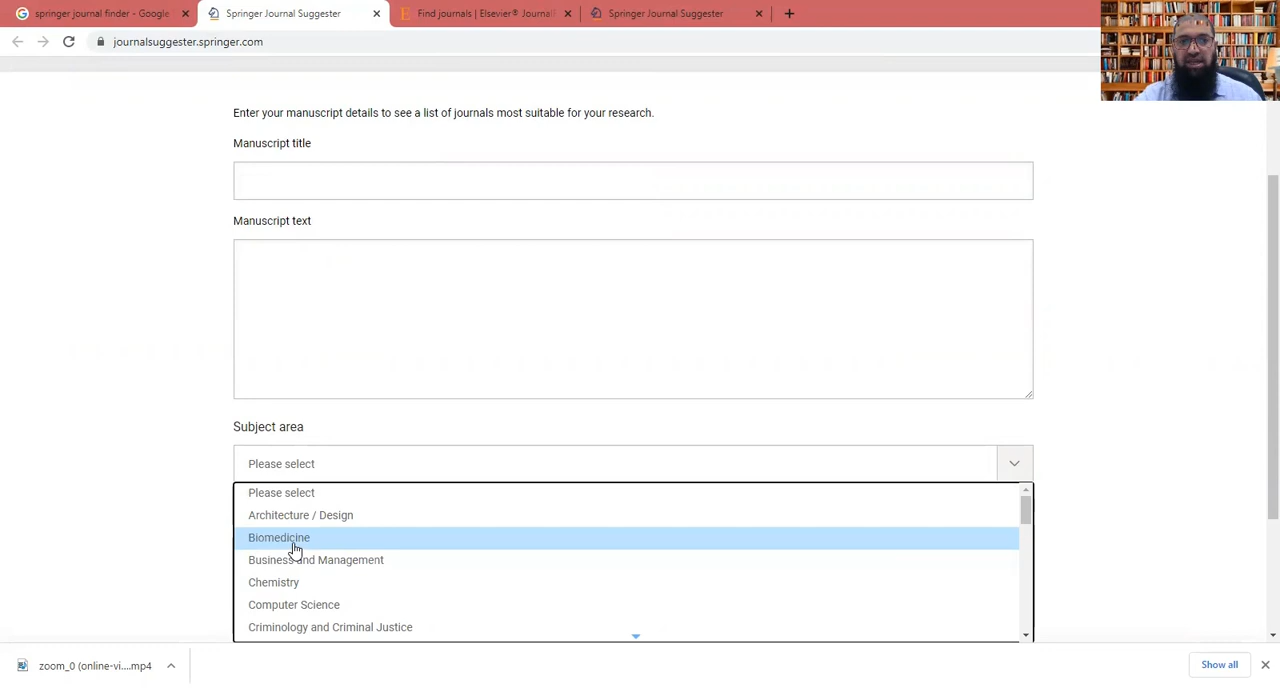 springer journal finder - Google
Springer Journal Suggester
Find journals | Elsevier® Journal
Springer Journal Suggester
journalsuggester.springer.com
Enter your manuscript details to see a list of journals most suitable for your research.
Manuscript title
Manuscript text
Subject area
Please select
Please select
Architecture / Design
Biomedicine
Business and Management
Chemistry
Computer Science
Criminology and Criminal Justice
zoom_0 (online-vi....mp4
Show all